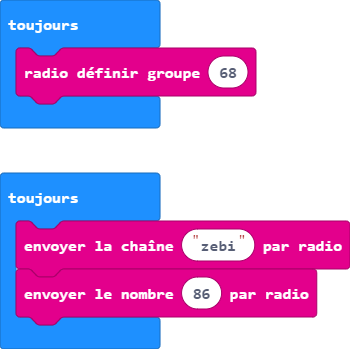 toujours
radio définir groupe 68
toujours
envoyer la chaîne "zebi" par radio
envoyer le nombre 86 par radio